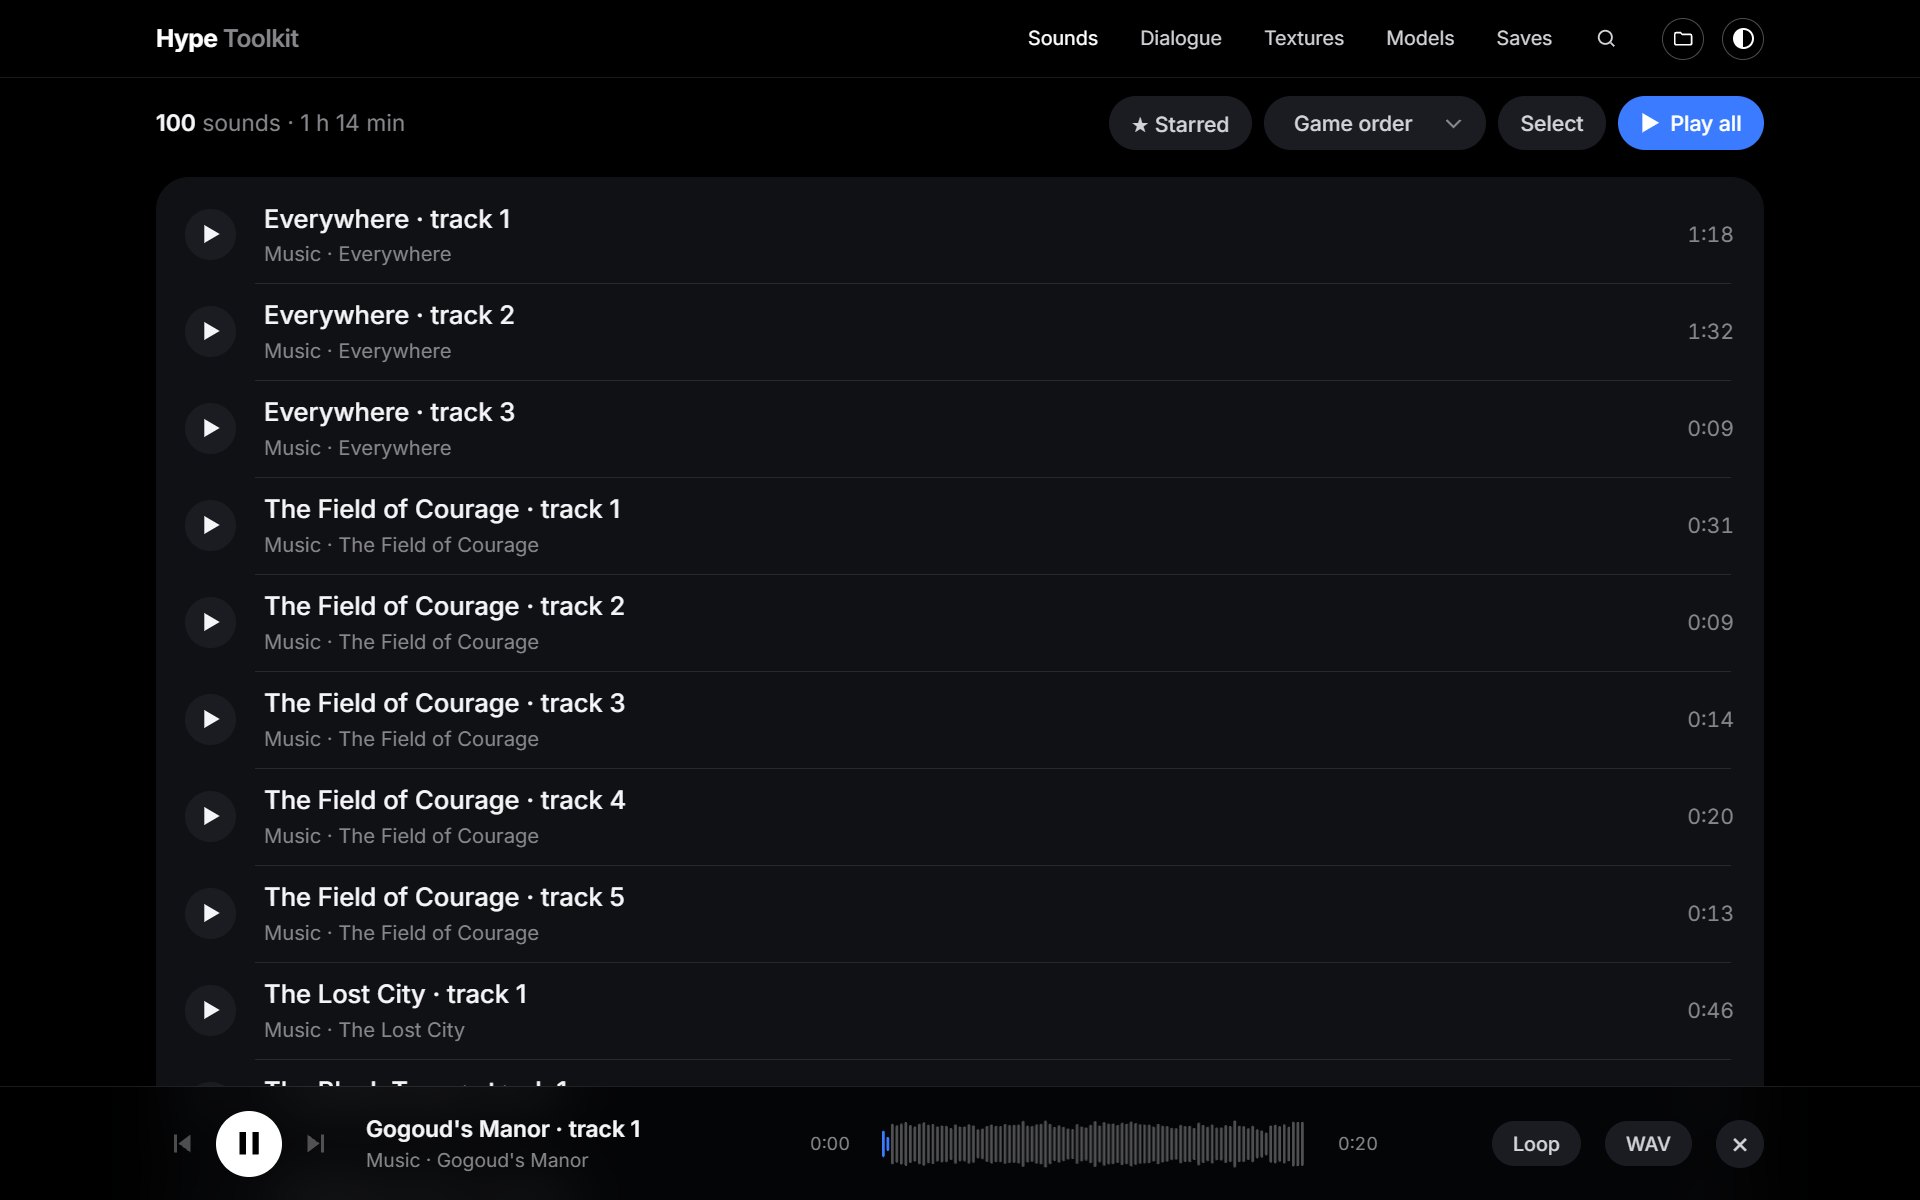 Hype Toolkit
Sounds Dialogue Textures Models Saves
100 sounds · 1 h 14 min
★ Starred
Game order
Select
Play all
Everywhere · track 1
Music · Everywhere
1:18
Everywhere · track 2
Music · Everywhere
1:32
Everywhere · track 3
Music · Everywhere
0:09
The Field of Courage · track 1
Music · The Field of Courage
0:31
The Field of Courage · track 2
Music · The Field of Courage
0:09
The Field of Courage · track 3
Music · The Field of Courage
0:14
The Field of Courage · track 4
Music · The Field of Courage
0:20
The Field of Courage · track 5
Music · The Field of Courage
0:13
The Lost City · track 1
Music · The Lost City
0:46
Gogoud's Manor · track 1
Music · Gogoud's Manor
0:00
0:20
Loop
WAV